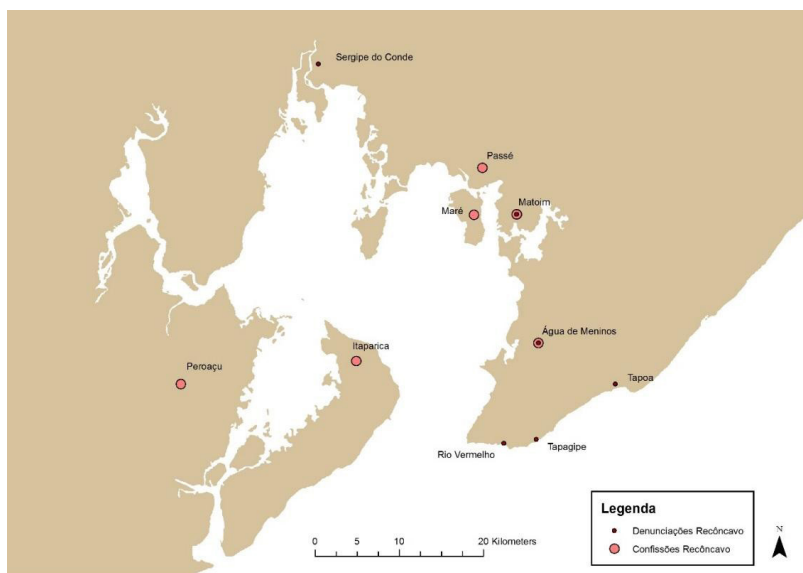 Sergipe do Conde
Passé
Maré
Matoim
Água de Meninos
Itaparica
Peroaçu
Tapoa
Rio Vermelho
Tapagipe
Legenda
Denunciações Recôncavo
Confissões Recôncavo
0 5 10 20 Kilometers
N